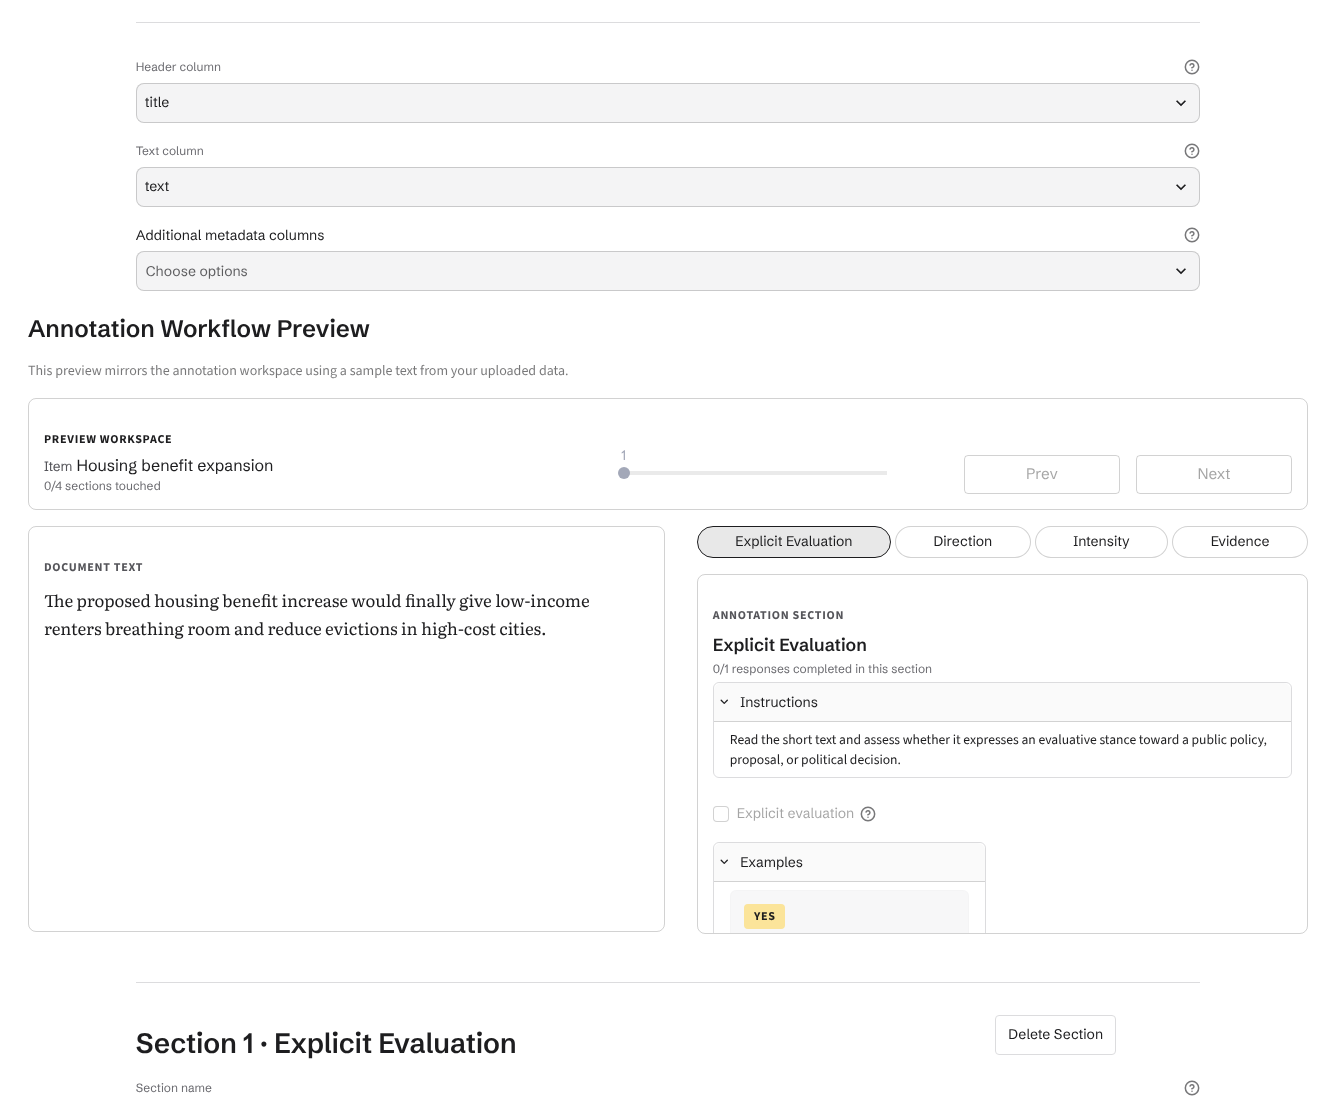 Header column
title
Text column
text
Additional metadata columns
Choose options
Annotation Workflow Preview
This preview mirrors the annotation workspace using a sample text from your uploaded data.
PREVIEW WORKSPACE
Item Housing benefit expansion
0/4 sections touched
1
Prev
Next
DOCUMENT TEXT
The proposed housing benefit increase would finally give low-income
renters breathing room and reduce evictions in high-cost cities.
Explicit Evaluation
Direction
Intensity
Evidence
ANNOTATION SECTION
Explicit Evaluation
0/1 responses completed in this section
Instructions
Read the short text and assess whether it expresses an evaluative stance toward a public policy,
proposal, or political decision.
Explicit evaluation
Examples
YES
Section 1 · Explicit Evaluation
Delete Section
Section name